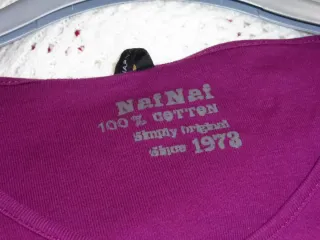 NafNaf
100% COTTON
Simply Original
Since 1973